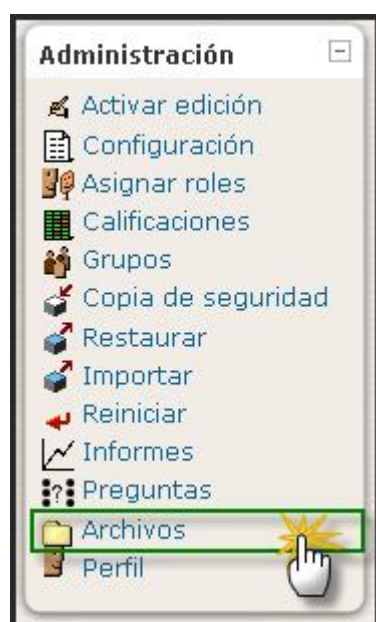 Administración
Activar edición
Configuración
Asignar roles
Calificaciones
Grupos
Copia de seguridad
Restaurar
Importar
Reiniciar
Informes
Preguntas
Archivos
Perfil